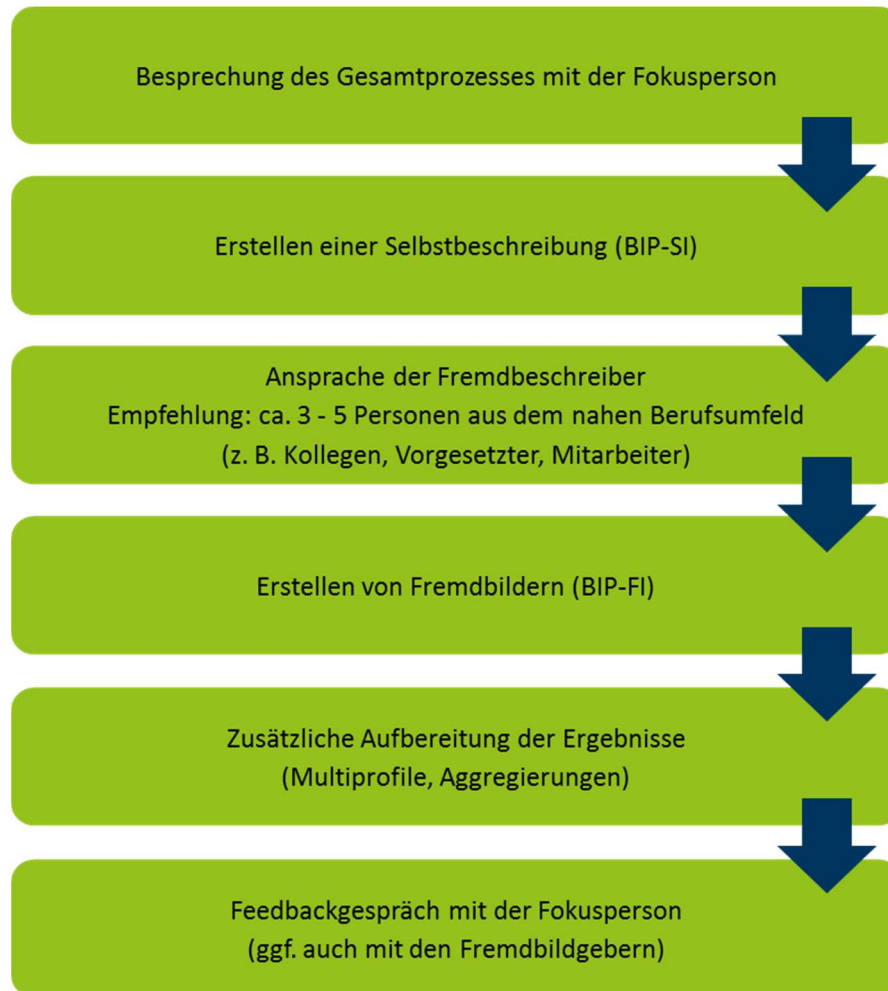 Besprechung des Gesamtprozesses mit der Fokusperson
Erstellen einer Selbstbeschreibung (BIP-SI)
Ansprache der Fremdbeschreiber
Empfehlung: ca. 3 - 5 Personen aus dem nahen Berufsumfeld
(z. B. Kollegen, Vorgesetzter, Mitarbeiter)
Erstellen von Fremdbildern (BIP-FI)
Zusätzliche Aufbereitung der Ergebnisse
(Multiprofile, Aggregierungen)
Feedbackgespräch mit der Fokusperson
(ggf. auch mit den Fremdbildgebern)